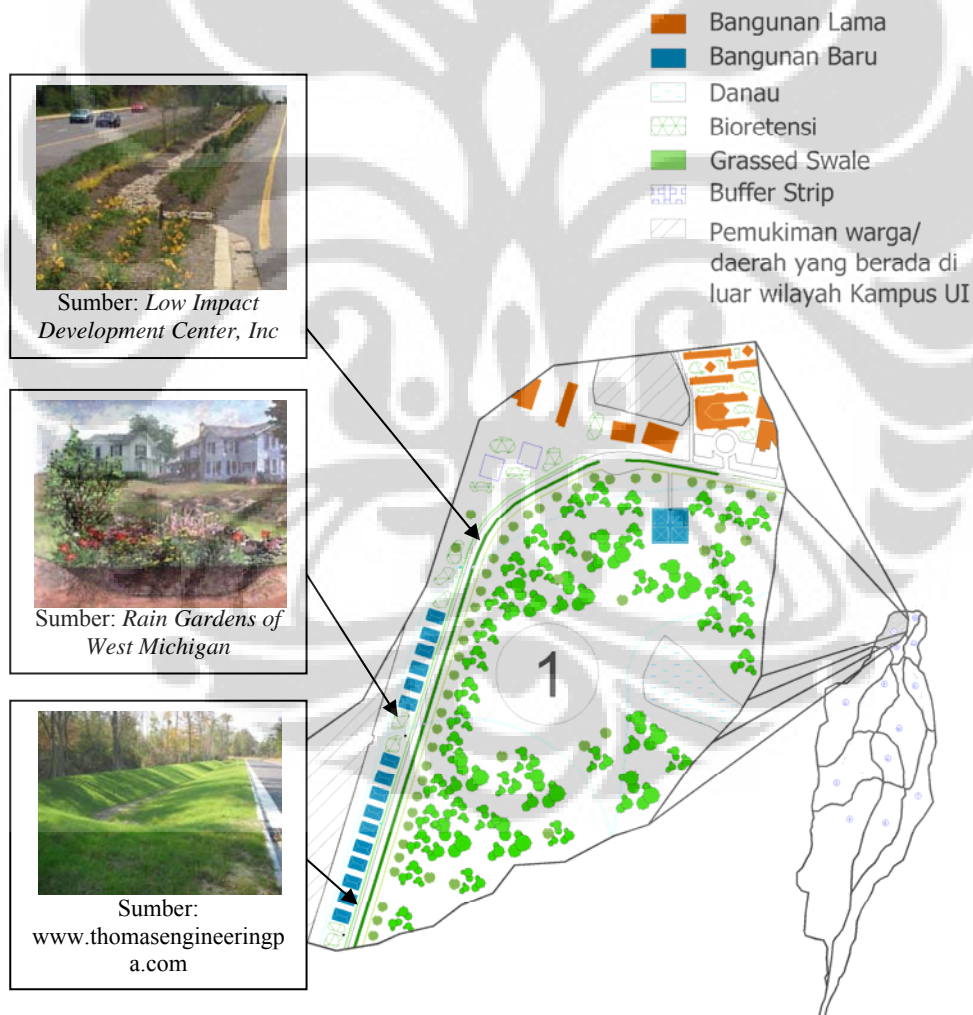 Bangunan Lama
Bangunan Baru
Danau
Bioretensi
Grassed Swale
Buffer Strip
Pemukiman warga/
daerah yang berada di
luar wilayah Kampus UI
Sumber: Low Impact
Development Center, Inc
Sumber: Rain Gardens of
West Michigan
Sumber:
www.thomasengineeringp
a.com
1